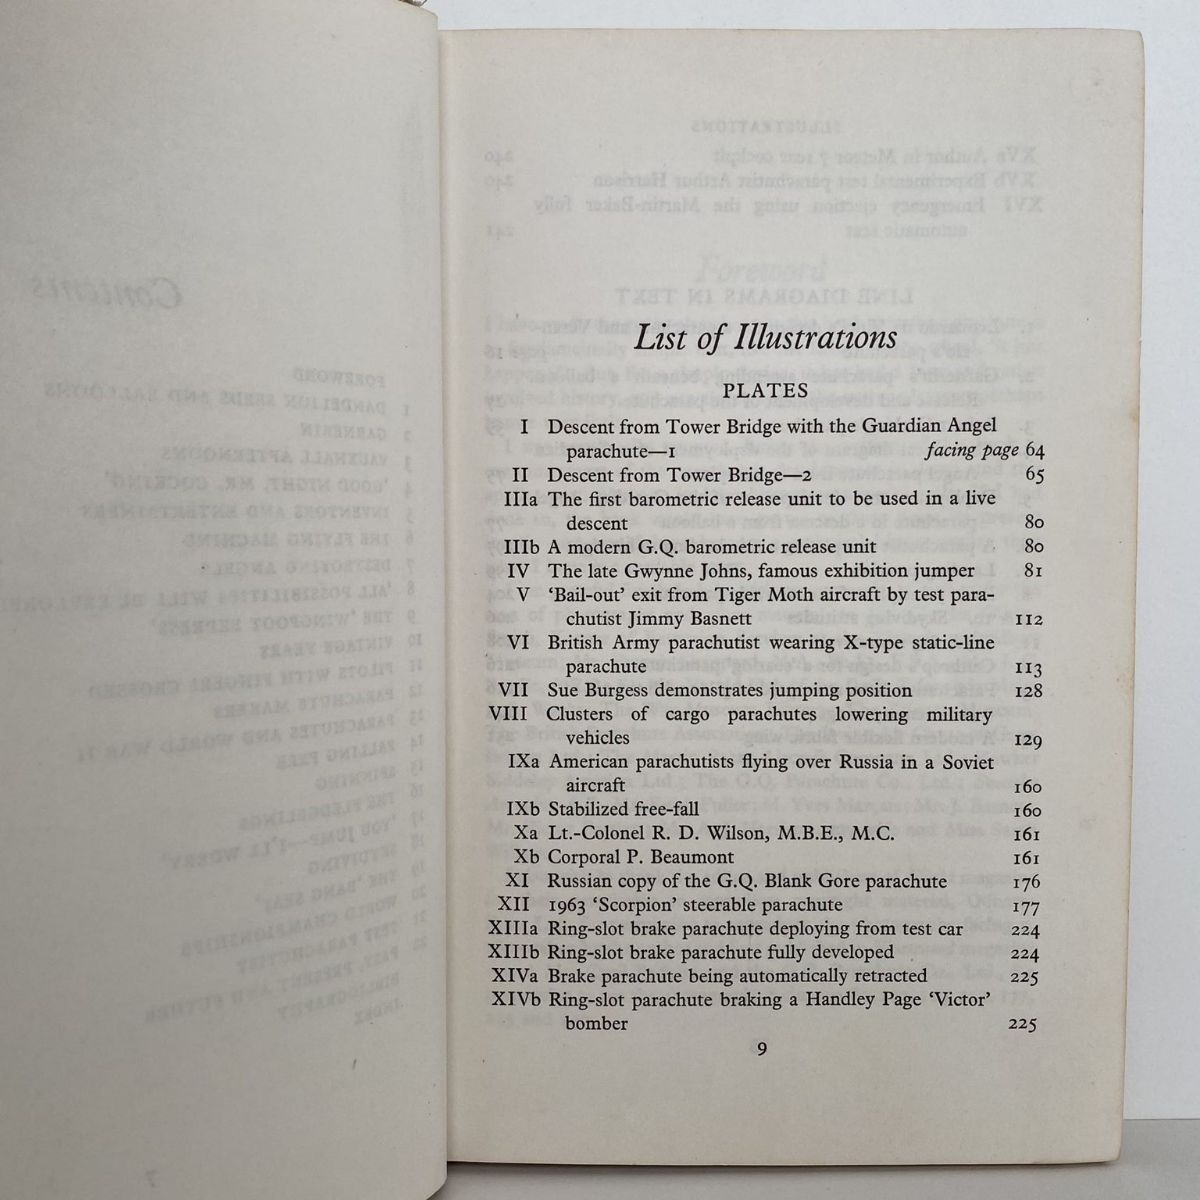 List of Illustrations
PLATES
I Descent from Tower Bridge with the Guardian Angel
parachute—1 facing page 64
II Descent from Tower Bridge—2 65
IIIa The first barometric release unit to be used in a live
descent 80
IIIb A modern G.Q. barometric release unit 80
IV The late Gwynne Johns, famous exhibition jumper 81
V ‘Bail-out’ exit from Tiger Moth aircraft by test para-
chutist Jimmy Basnett 112
VI British Army parachutist wearing X-type static-line
parachute 113
VII Sue Burgess demonstrates jumping position 128
VIII Clusters of cargo parachutes lowering military
vehicles 129
IXa American parachutists flying over Russia in a Soviet
aircraft 160
IXb Stabilized free-fall 160
Xa Lt.-Colonel R. D. Wilson, M.B.E., M.C. 161
Xb Corporal P. Beaumont 161
XI Russian copy of the G.Q. Blank Gore parachute 176
XII 1963 ‘Scorpion’ steerable parachute 177
XIIIa Ring-slot brake parachute deploying from test car 224
XIIIb Ring-slot brake parachute fully developed 224
XIVa Brake parachute being automatically retracted 225
XIVb Ring-slot parachute braking a Handley Page ‘Victor’
bomber 225
9